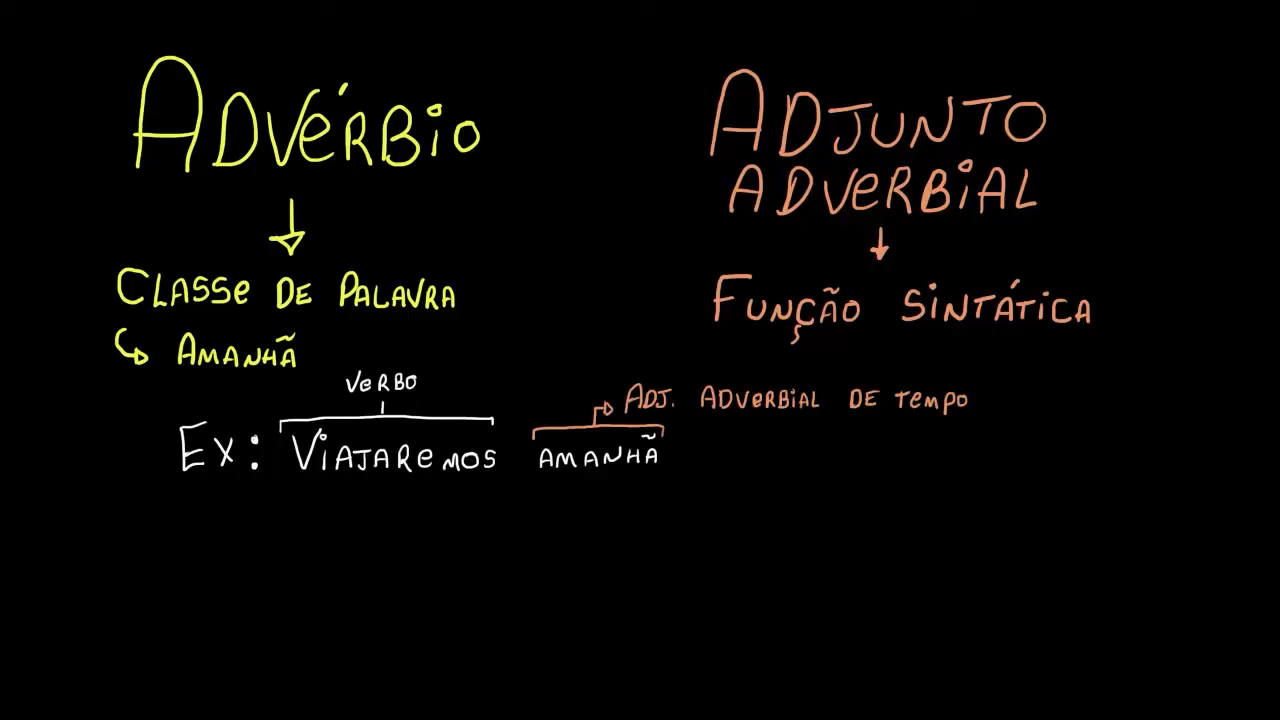 ADVÉRBIO
CLASSE DE PALAVRA
AMANHÃ
ADJUNTO
ADVERBIAL
FUNÇÃO SINTÁTICA
VERBO
ADJ. ADVERBIAL DE TEMPO
EX: VIAJAREMOS AMANHÃ